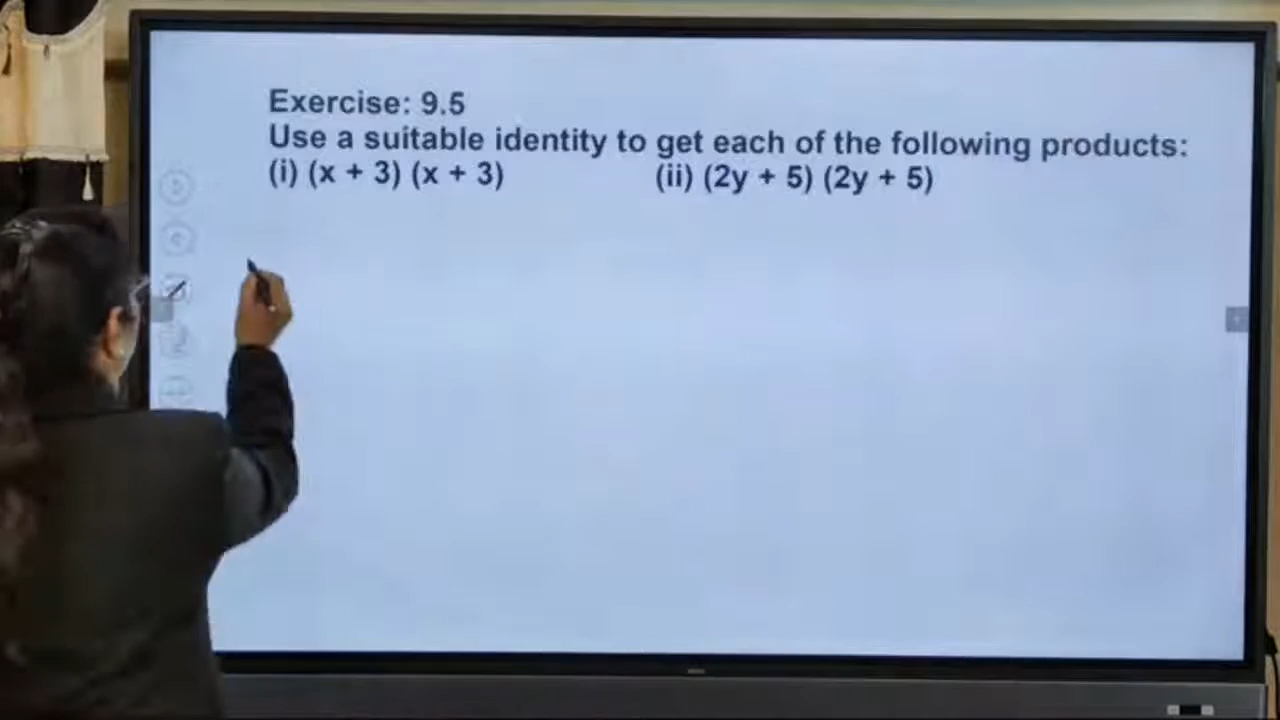 Exercise: 9.5
Use a suitable identity to get each of the following products:
(i) (x + 3) (x + 3) (ii) (2y + 5) (2y + 5)